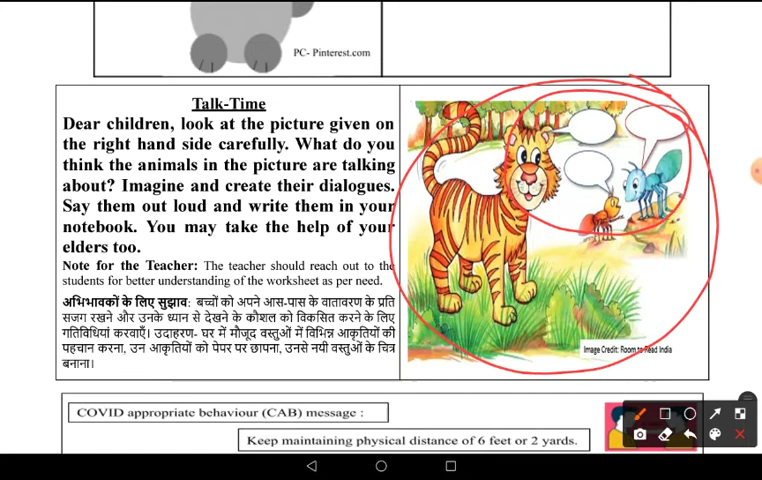 PC- Pinterest.com
Talk-Time
Dear children, look at the picture given on
the right hand side carefully. What do you
think the animals in the picture are talking
about? Imagine and create their dialogues.
Say them out loud and write them in your
notebook. You may take the help of your
elders too.
Note for the Teacher: The teacher should reach out to the
students for better understanding of the worksheet as per need.
अभिभावकों के लिए सुझाव: बच्चों को अपने आस-पास के वातावरण के प्रति
सजग रखने और उनके ध्यान से देखने के कौशल को विकसित करने के लिए
गतिविधियां करवाएँ। उदाहरण- घर में मौजूद वस्तुओं में विभिन्न आकृतियों की
पहचान करना, उन आकृतियों को पेपर पर छापना, उनसे नयी वस्तुओं के चित्र
बनाना।
Image Credit: Room to Read India
COVID appropriate behaviour (CAB) message :
Keep maintaining physical distance of 6 feet or 2 yards.